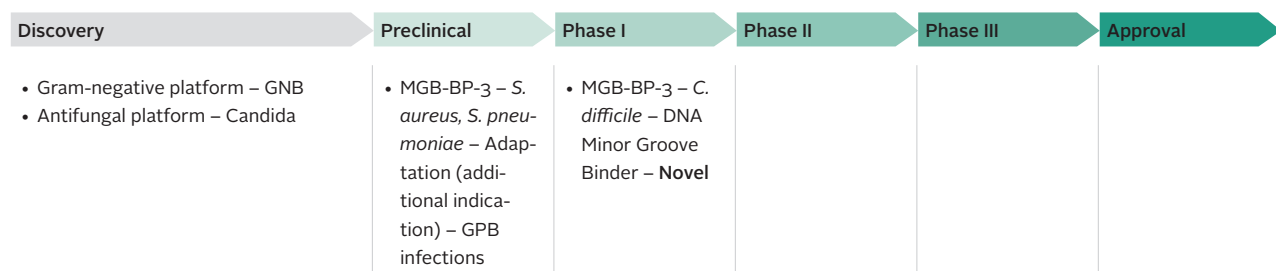 Discovery
Preclinical
Phase I
Phase II
Phase III
Approval
• Gram-negative platform – GNB
• Antifungal platform – Candida
• MGB-BP-3 – S.
aureus, S. pneu-
moniae – Adap-
tation (addi-
tional indica-
tion) – GPB
infections
• MGB-BP-3 – C.
difficile – DNA
Minor Groove
Binder – Novel